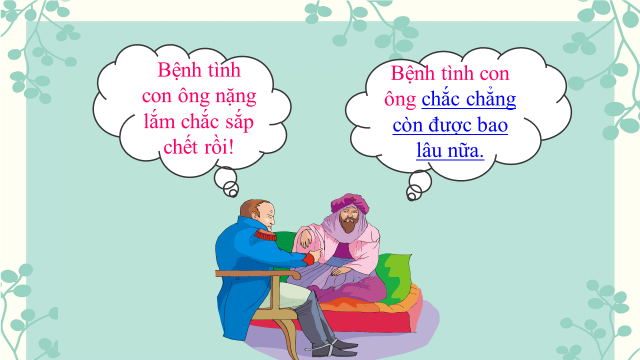 Bệnh tình
con ông nặng
lắm chắc sắp
chết rồi!
Bệnh tình con
ông chắc chẳng
còn được bao
lâu nữa.